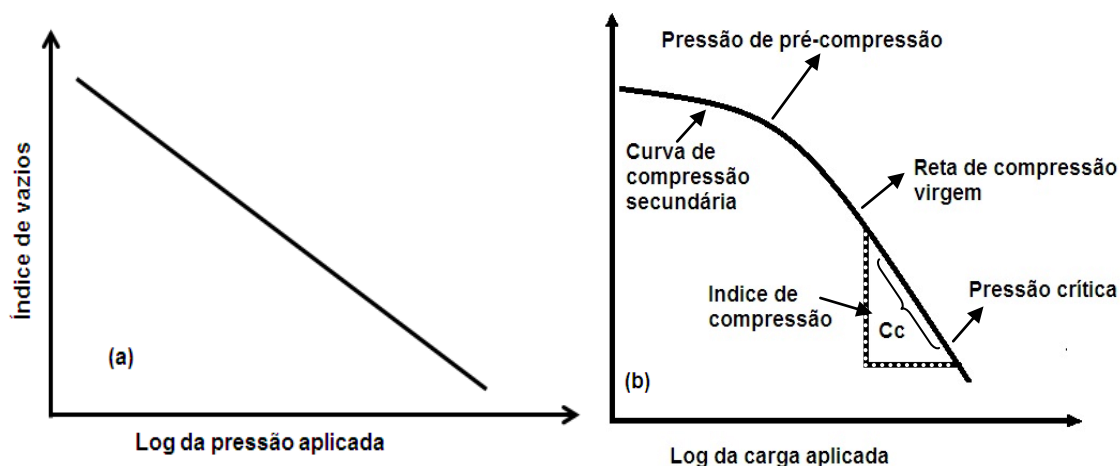 Índice de vazios
(a)
Log da pressão aplicada
Pressão de pré-compressão
Curva de
compressão
secundária
Reta de compressão
virgem
Indice de
compressão
Cc
Pressão crítica
(b)
Log da carga aplicada